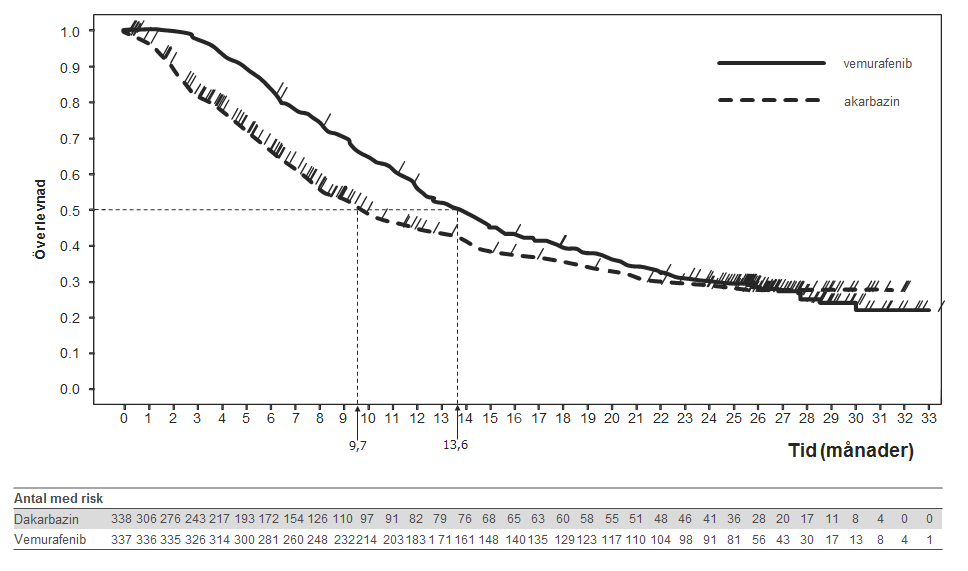 1.0
0.9
0.8
0.7
0.6
0.5
0.4
0.3
0.2
0.1
0.0
Överlevnad
vemurafenib
akarbazin
0 1 2 3 4 5 6 7 8 9 10 11 12 13 14 15 16 17 18 19 20 21 22 23 24 25 26 27 28 29 30 31 32 33
9,7 13,6
Tid (månader)
Antal med risk
Dakarbazin 338 306 276 243 217 193 172 154 126 110 97 91 82 79 76 68 65 63 60 58 55 51 48 46 41 36 28 20 17 11 8 4 0 0
Vemurafenib 337 336 335 326 314 300 281 260 248 232 214 203 183 1 71 161 148 140 135 129 123 117 110 104 98 91 81 56 43 30 17 13 8 4 1